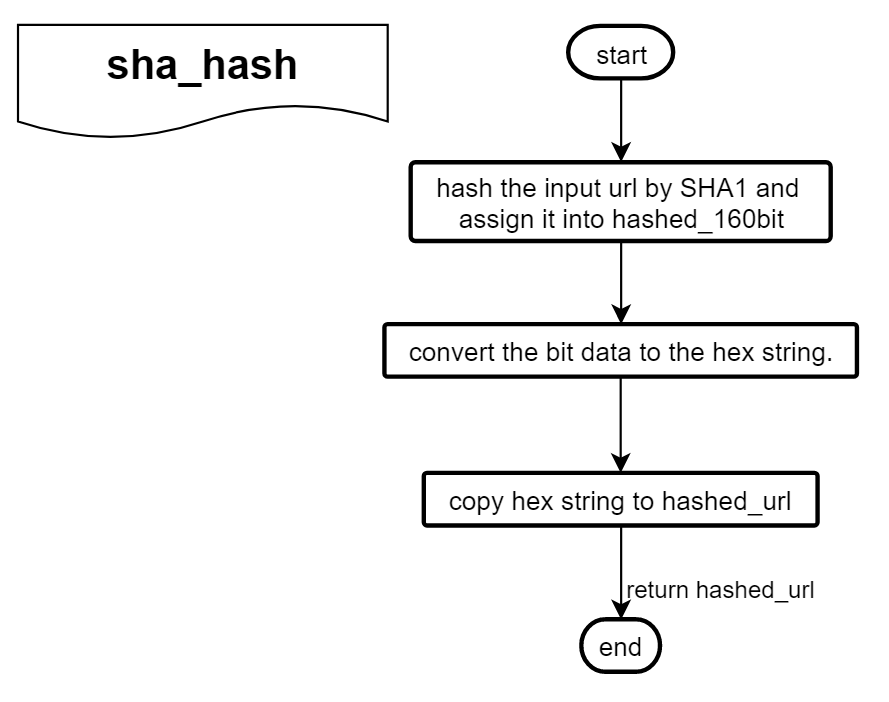 sha_hash
start
hash the input url by SHA1 and
assign it into hashed_160bit
convert the bit data to the hex string.
copy hex string to hashed_url
return hashed_url
end